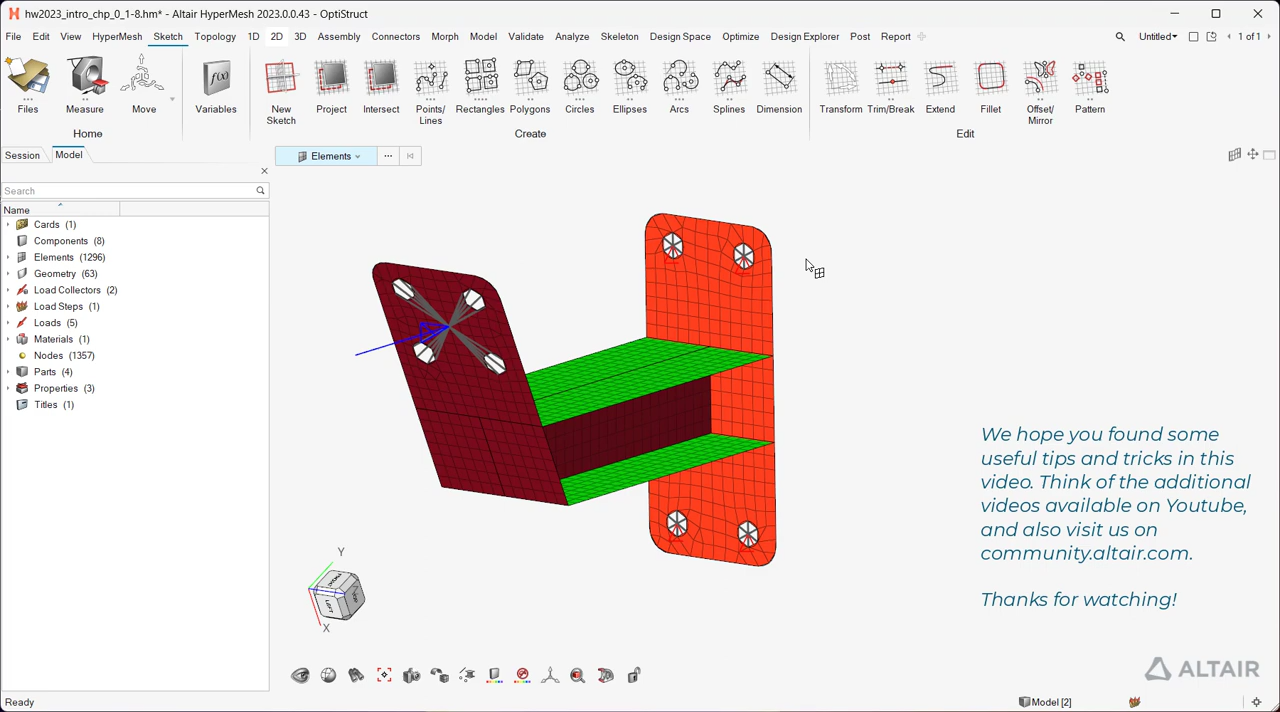 hw2023_intro_chp_0_1-8.hm* - Altair HyperMesh 2023.0.0.43 - OptiStruct
File Edit View HyperMesh Sketch Topology 1D 2D 3D Assembly Connectors Morph Model Validate Analyze Skeleton Design Space Optimize Design Explorer Post Report Untitled 1 of 1
Files Measure Move Variables New Sketch Project Intersect Points/Lines Rectangles Polygons Circles Ellipses Arcs Splines Dimension Transform Trim/Break Extend Fillet Offset/Mirror Pattern
f(x)
Home Create Edit
Session Model Elements
Search
Name
Cards (1)
Components (8)
Elements (1296)
Geometry (63)
Load Collectors (2)
Load Steps (1)
Loads (5)
Materials (1)
Nodes (1357)
Parts (4)
Properties (3)
Titles (1)
We hope you found some
useful tips and tricks in this
video. Think of the additional
videos available on Youtube,
and also visit us on
community.altair.com.
Thanks for watching!
Y
LEFT
X
ALTAIR
Ready Model [2]